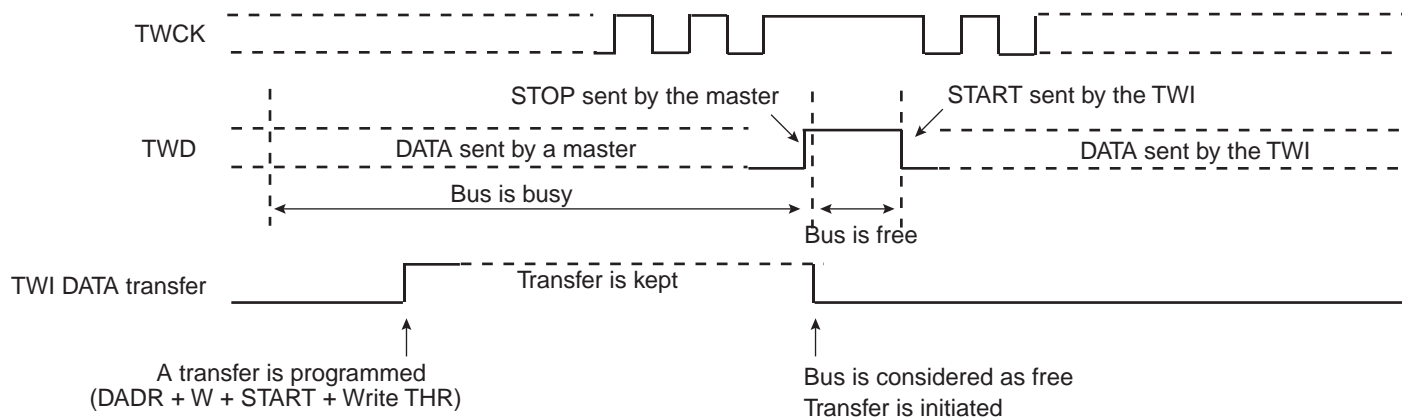 TWCK
STOP sent by the master
START sent by the TWI
TWD
DATA sent by a master
DATA sent by the TWI
Bus is busy
Bus is free
TWI DATA transfer
Transfer is kept
A transfer is programmed
(DADR + W + START + Write THR)
Bus is considered as free
Transfer is initiated